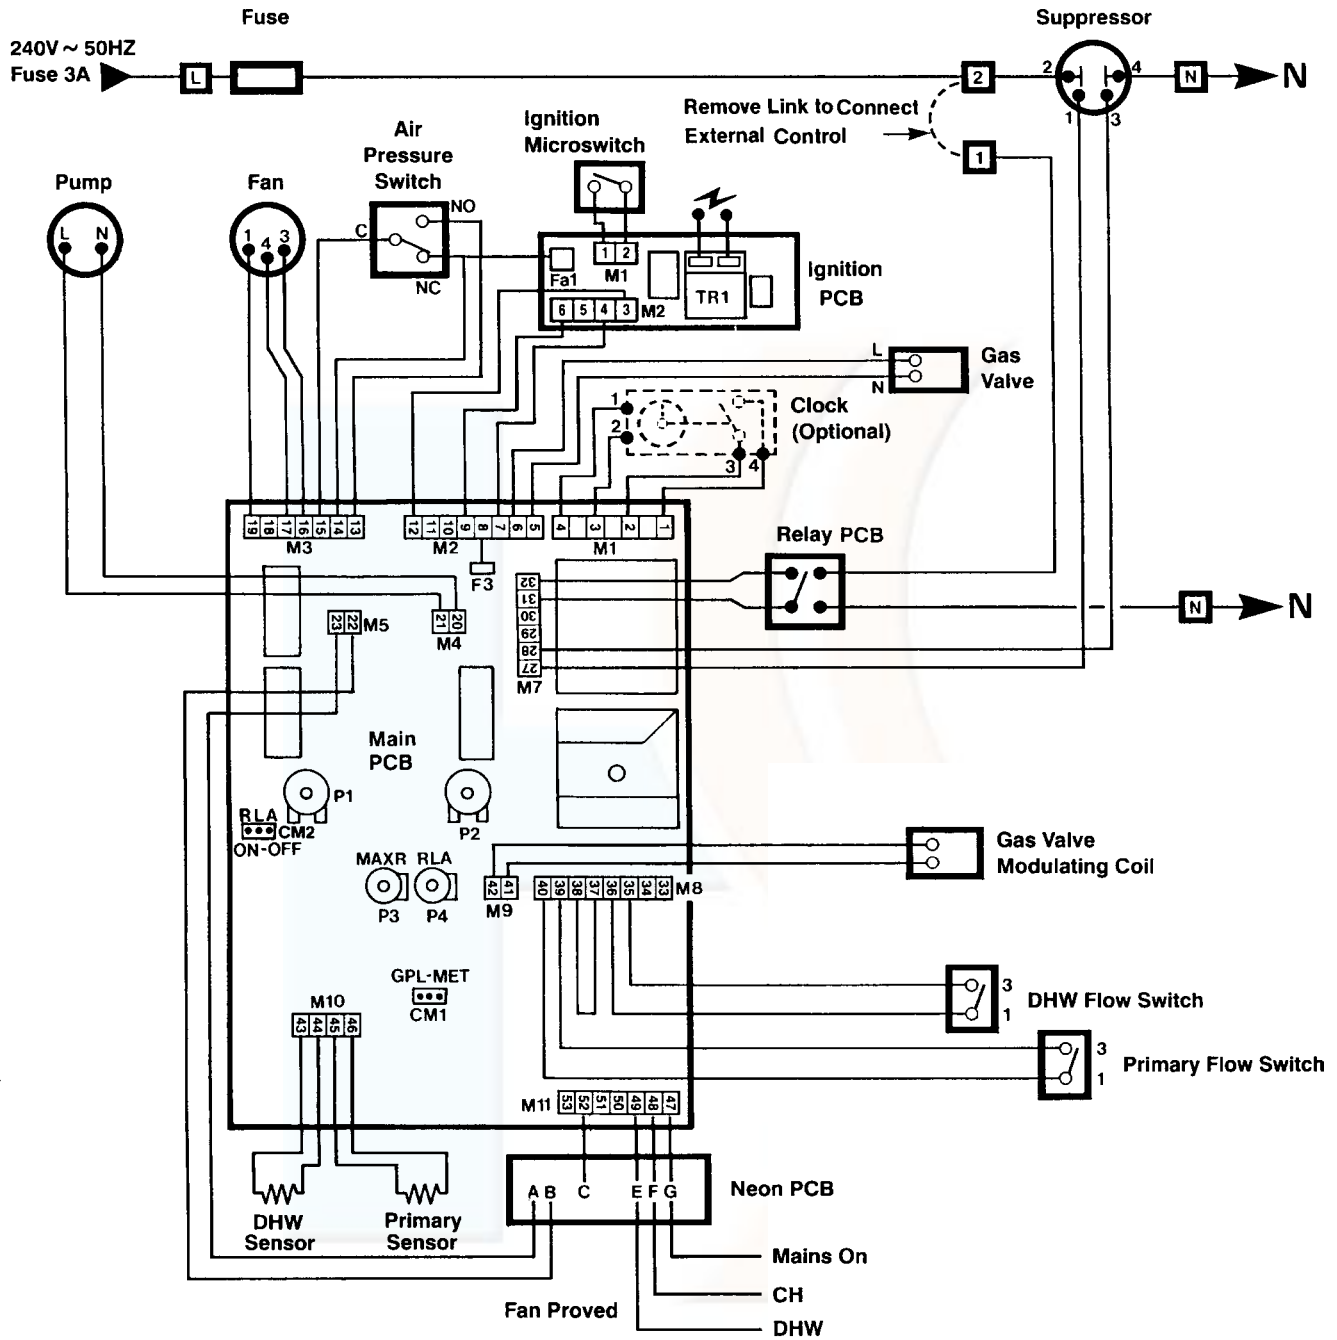 Fuse
Suppressor
240V ~ 50HZ
Fuse 3A
L
2
2
4
N
N
1
3
Remove Link to Connect
External Control
1
Ignition
Microswitch
Air
Pressure
Switch
Pump
Fan
NO
C
NC
L
N
1
4
3
1
2
M1
Fa1
TR1
Ignition
PCB
6
5
4
3
M2
L
N
Gas
Valve
1
2
Clock
(Optional)
3
4
19
18
17
16
15
14
13
M3
12
11
10
9
8
7
6
5
M2
4
3
2
1
M1
F3
Relay PCB
32
31
30
29
28
27
M7
N
N
23
22
M5
21
20
M4
Main
PCB
P1
P2
RLA
CM2
ON-OFF
MAXR
RLA
P3
P4
42
41
M9
40
39
38
37
36
35
34
33
M8
Gas Valve
Modulating Coil
GPL-MET
CM1
M10
43
44
45
46
3
1
DHW Flow Switch
3
1
Primary Flow Switch
M11
53
52
51
50
49
48
47
A
B
C
E
F
G
Neon PCB
DHW
Sensor
Primary
Sensor
Mains On
CH
Fan Proved
DHW